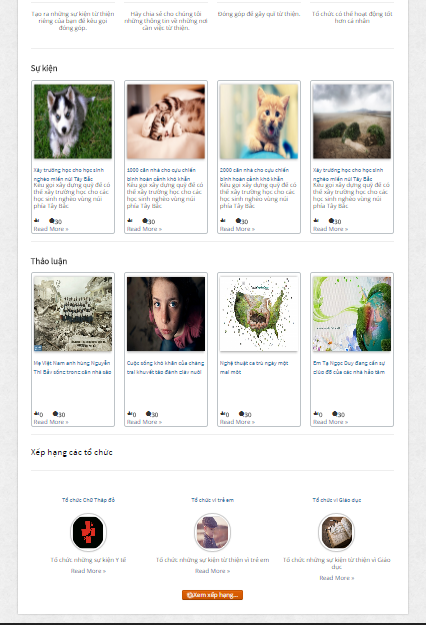 Tạo ra những sự kiện từ thiện
riêng của bạn để kêu gọi
đóng góp.
Hãy chia sẻ cho chúng tôi
những thông tin về những nơi
cần việc từ thiện.
Đóng góp để gây quĩ từ thiện.
Tổ chức có thể hoạt động tốt
hơn cá nhân
Sự kiện
Xây trường học cho học sinh
nghèo miền núi Tây Bắc
Kêu gọi xây dựng quỹ để có
thể xây trường học cho các
học sinh nghèo vùng núi
phía Tây Bắc
30
Read More »
1000 căn nhà cho cựu chiến
binh hoàn cảnh khó khăn
Kêu gọi xây dựng quỹ để có
thể xây trường học cho các
học sinh nghèo vùng núi
phía Tây Bắc
30
Read More »
2000 căn nhà cho cựu chiến
binh hoàn cảnh khó khăn
Kêu gọi xây dựng quỹ để có
thể xây trường học cho các
học sinh nghèo vùng núi
phía Tây Bắc
30
Read More »
Xây trường học cho học sinh
nghèo miền núi Tây Bắc
Kêu gọi xây dựng quỹ để có
thể xây trường học cho các
học sinh nghèo vùng núi
phía Tây Bắc
30
Read More »
Thảo luận
Mẹ Việt Nam anh hùng Nguyễn
Thị Bảy sống trong căn nhà sáo
0 30
Read More »
Cuộc sống khó khăn của chàng
trai khuyết tật đánh giày nuôi
0 30
Read More »
Nghệ thuật ca trù ngày một
mai một
0 30
Read More »
Em Tạ Ngọc Duy đang cần sự
giúp đỡ của các nhà hảo tâm
0 30
Read More »
Xếp hạng các tổ chức
Tổ chức Chữ Thập đỏ
Tổ chức những sự kiện Y tế
Read More »
Tổ chức vì trẻ em
Tổ chức những sự kiện từ thiện vì trẻ em
Read More »
Tổ chức vì Giáo dục
Tổ chức những sự kiện từ thiện vì Giáo
dục
Read More »
Xem xếp hạng...